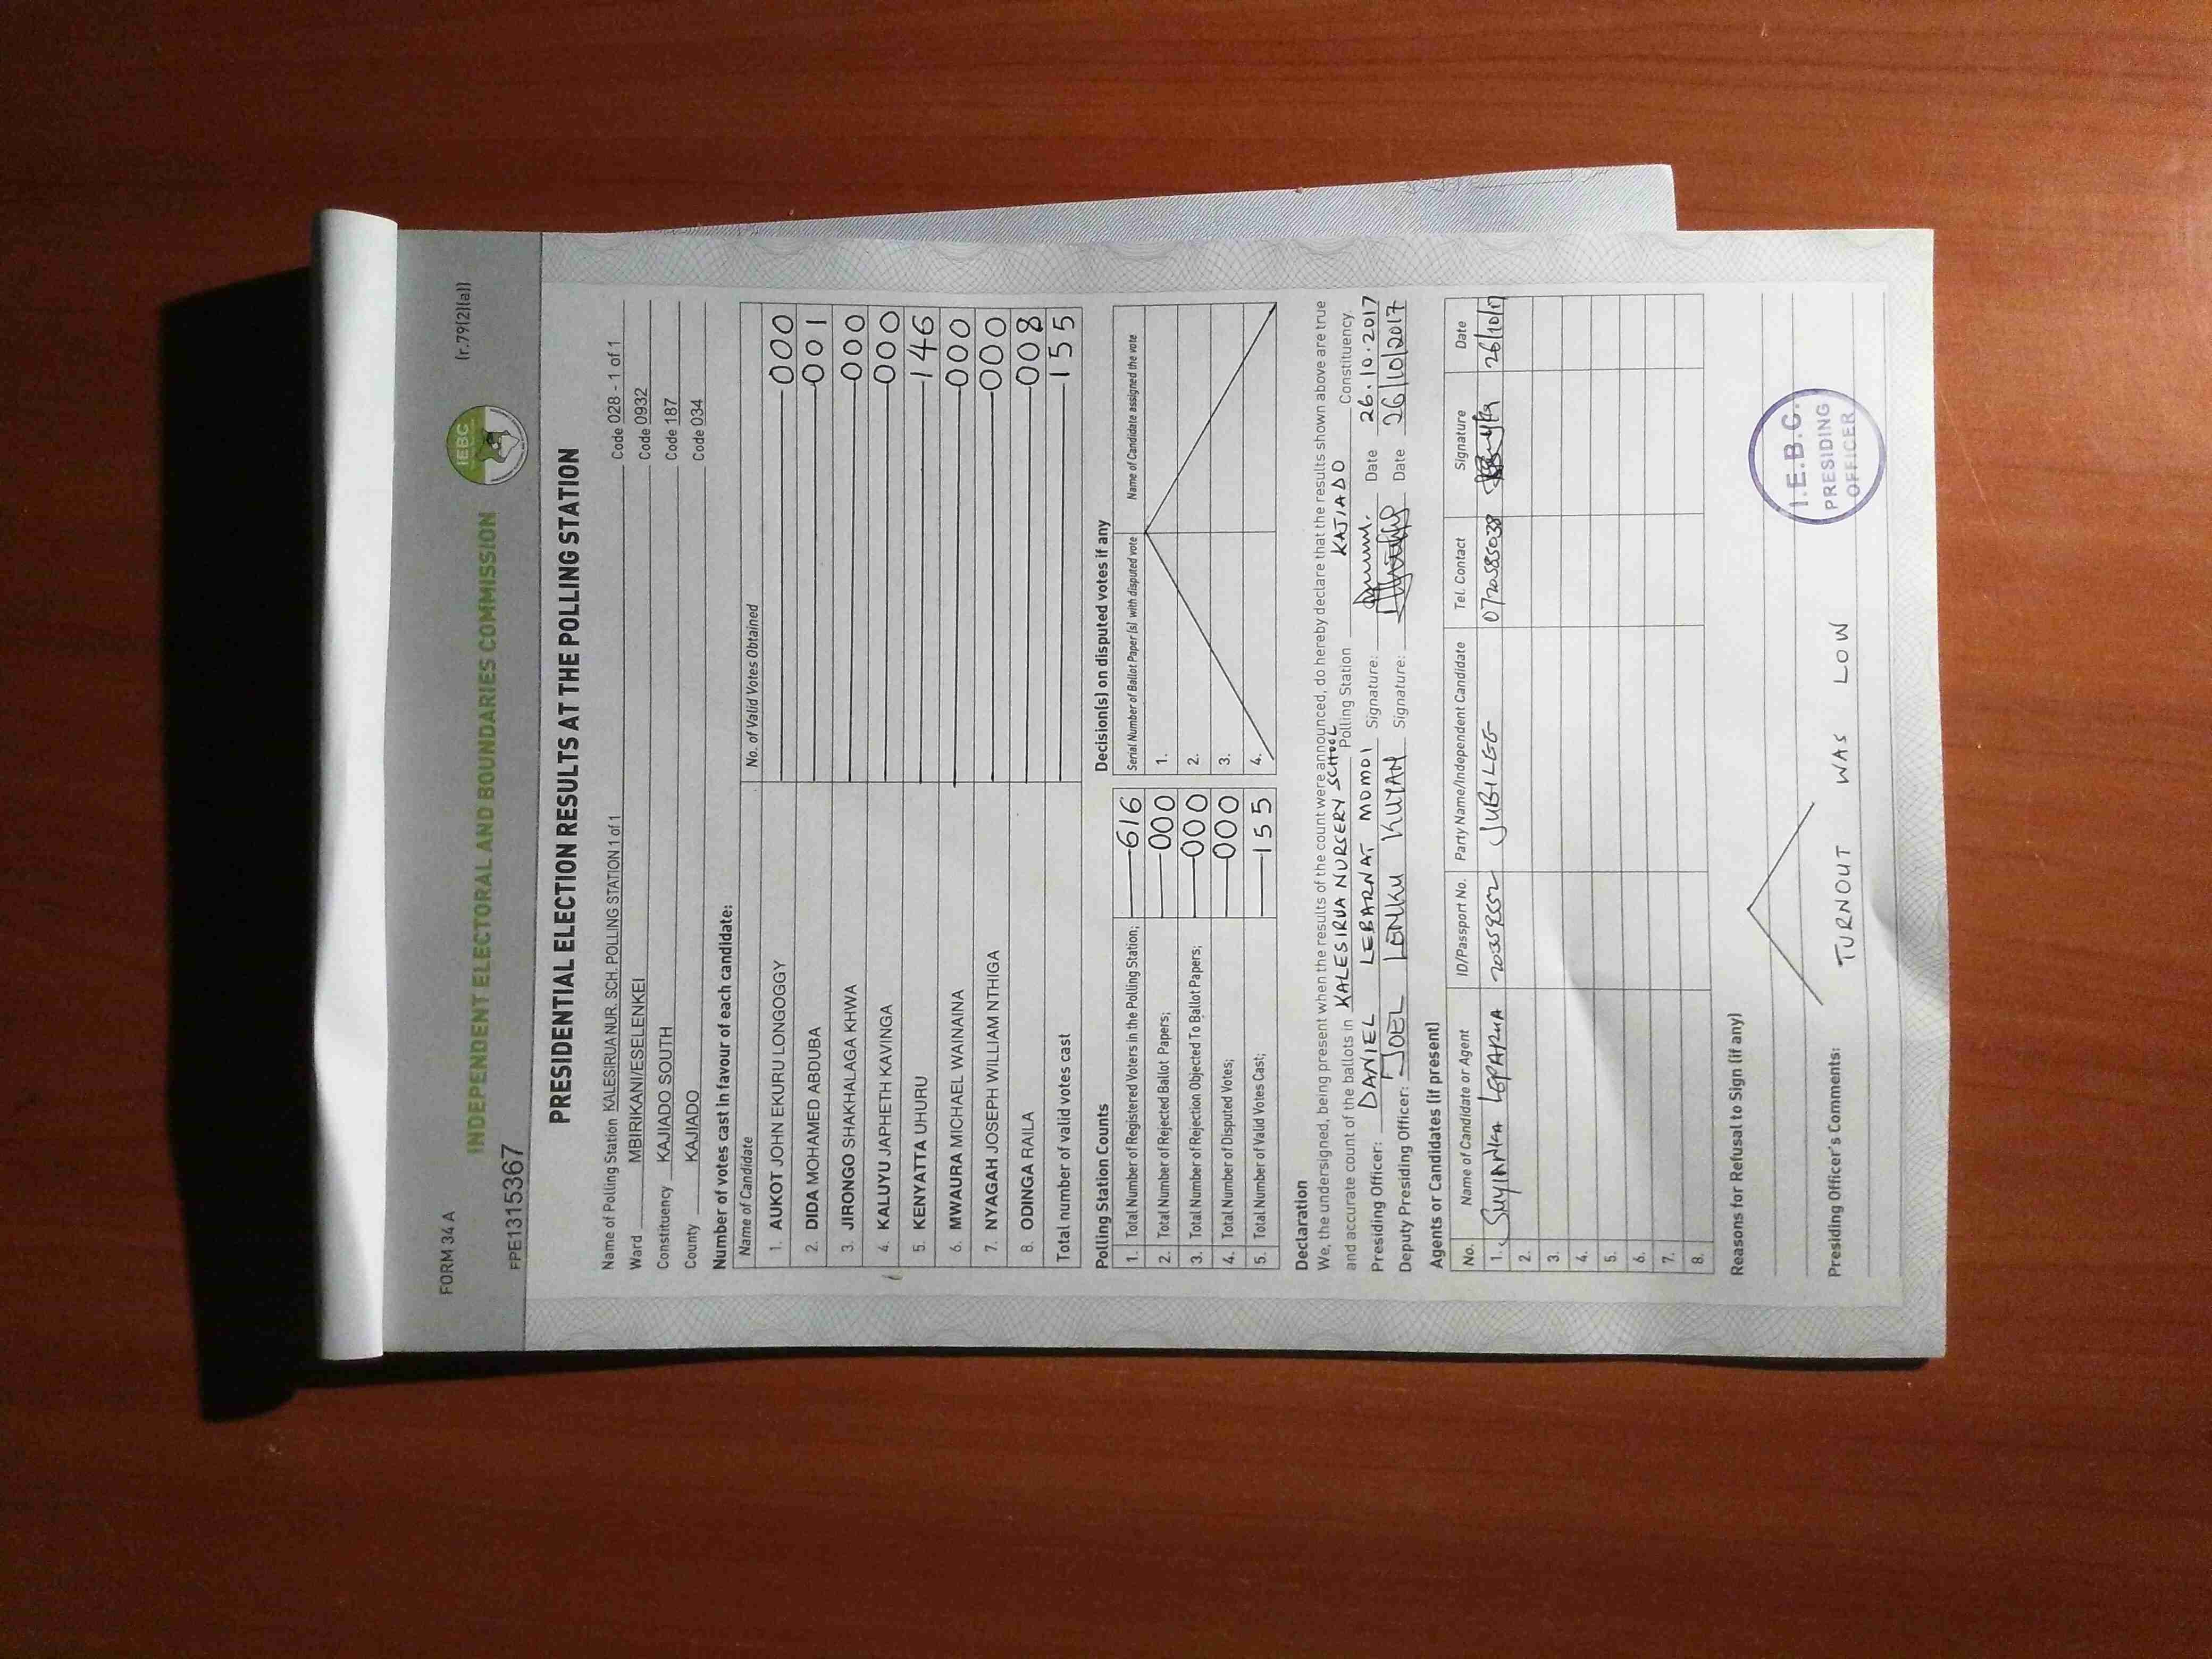 FORM 34 A
(r.79(2)(a))
IEBC
INDEPENDENT ELECTORAL AND BOUNDARIES COMMISSION
FPE1315367
PRESIDENTIAL ELECTION RESULTS AT THE POLLING STATION
Name of Polling Station KALESIRUA NUR. SCH. POLLING STATION 1 of 1 Code 028 - 1 of 1
Ward MBIRIKANI/ESELENKEI Code 0932
Constituency KAJIADO SOUTH Code 187
County KAJIADO Code 034
Number of votes cast in favour of each candidate:
Name of Candidate No. of Valid Votes Obtained
1. AUKOT JOHN EKURU LONGOGGY 000
2. DIDA MOHAMED ABDUBA 001
3. JIRONGO SHAKHALAGA KHWA 000
4. KALUYU JAPHETH KAVINGA 000
5. KENYATTA UHURU 146
6. MWAURA MICHAEL WAINAINA 000
7. NYAGAH JOSEPH WILLIAM NTHIGA 000
8. ODINGA RAILA 008
Total number of valid votes cast 155
Polling Station Counts
1. Total Number of Registered Voters in the Polling Station; 616
2. Total Number of Rejected Ballot Papers; 000
3. Total Number of Rejection Objected To Ballot Papers; 000
4. Total Number of Disputed Votes; 000
5. Total Number of Valid Votes Cast; 155
Decision(s) on disputed votes if any
Serial Number of Ballot Paper(s) with disputed vote Name of Candidate assigned the vote
1.
2.
3.
4.
Declaration
We, the undersigned, being present when the results of the count were announced, do hereby declare that the results shown above are true
and accurate count of the ballots in KALESIRUA NURCERY SCHOOL Polling Station KAJIADO Constituency.
Presiding Officer: DANIEL LEBARNAT MOMOI Signature: Date 26.10.2017
Deputy Presiding Officer: JOEL LEMKU KUYAN Signature: Date 26/10/2017
Agents or Candidates (if present)
No. Name of Candidate or Agent ID/Passport No. Party Name/Independent Candidate Tel. Contact Signature Date
1. SUYIANKA LEPARUA JUBILEE 26/10/17
2.
3.
4.
5.
6.
7.
8.
Reasons for Refusal to Sign (if any)
Presiding Officer's Comments:
TURNOUT WAS LOW
I.E.B.C.
PRESIDING
OFFICER